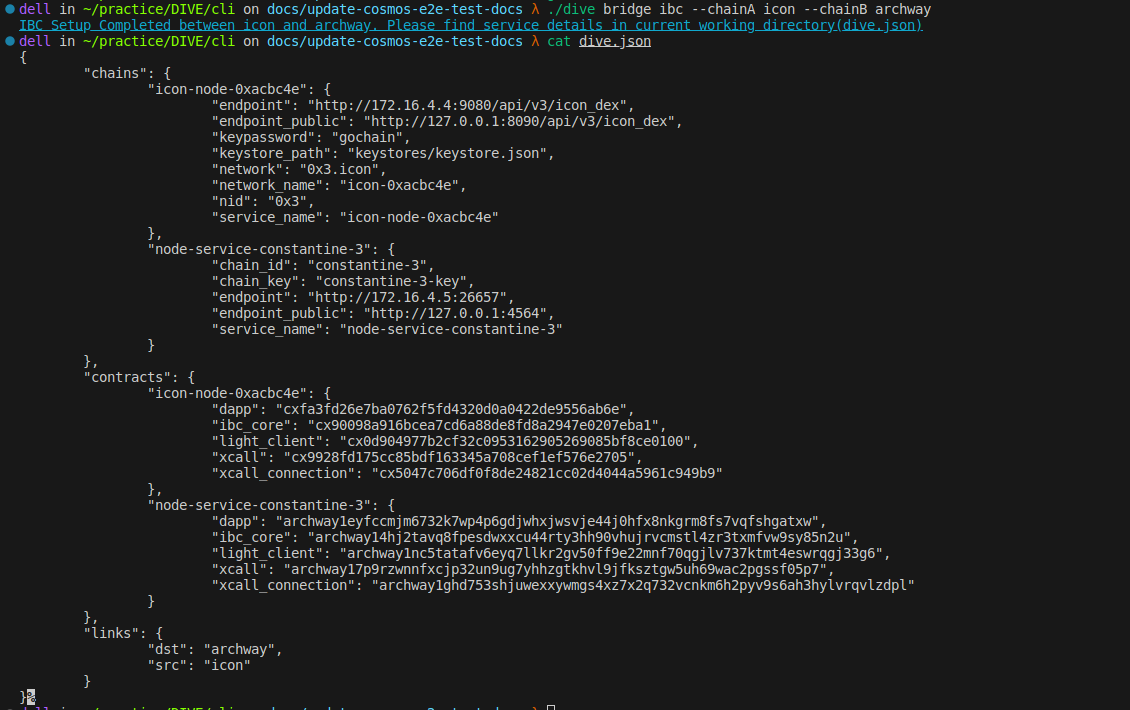 dell in ~/practice/DIVE/cli on docs/update-cosmos-e2e-test-docs λ ./dive bridge ibc --chainA icon --chainB archway
IBC Setup Completed between icon and archway. Please find service details in current working directory(dive.json)
dell in ~/practice/DIVE/cli on docs/update-cosmos-e2e-test-docs λ cat dive.json
{
"chains": {
"icon-node-0xacbc4e": {
"endpoint": "http://172.16.4.4:9080/api/v3/icon_dex",
"endpoint_public": "http://127.0.0.1:8090/api/v3/icon_dex",
"keypassword": "gochain",
"keystore_path": "keystores/keystore.json",
"network": "0x3.icon",
"network_name": "icon-0xacbc4e",
"nid": "0x3",
"service_name": "icon-node-0xacbc4e"
},
"node-service-constantine-3": {
"chain_id": "constantine-3",
"chain_key": "constantine-3-key",
"endpoint": "http://172.16.4.5:26657",
"endpoint_public": "http://127.0.0.1:4564",
"service_name": "node-service-constantine-3"
}
},
"contracts": {
"icon-node-0xacbc4e": {
"dapp": "cxfa3fd26e7ba0762f5fd4320d0a0422de9556ab6e",
"ibc_core": "cx90098a916bcea7cd6a88de8fd8a2947e0207eba1",
"light_client": "cx0d904977b2cf32c0953162905269085bf8ce0100",
"xcall": "cx9928fd175cc85bdf163345a708cef1ef576e2705",
"xcall_connection": "cx5047c706df0f8de24821cc02d4044a5961c949b9"
},
"node-service-constantine-3": {
"dapp": "archway1eyfccmjm6732k7wp4p6gdjwhxjwsvje44j0hfx8nkgrm8fs7vqfshgatxw",
"ibc_core": "archway14hj2tavq8fpesdwxxcu44rty3hh90vhujrvcmstl4zr3txmfvw9sy85n2u",
"light_client": "archway1nc5tatafv6eyq7llkr2gv50ff9e22mnf70qgjlv737ktmt4eswrqgj33g6",
"xcall": "archway17p9rzwnnfxcjp32un9ug7yhhzgtkhvl9jfksztgw5uh69wac2pgssf05p7",
"xcall_connection": "archway1ghd753shjuwexxywmgs4xz7x2q732vcnkm6h2pyv9s6ah3hylvrqvlzdpl"
}
},
"links": {
"dst": "archway",
"src": "icon"
}
}%